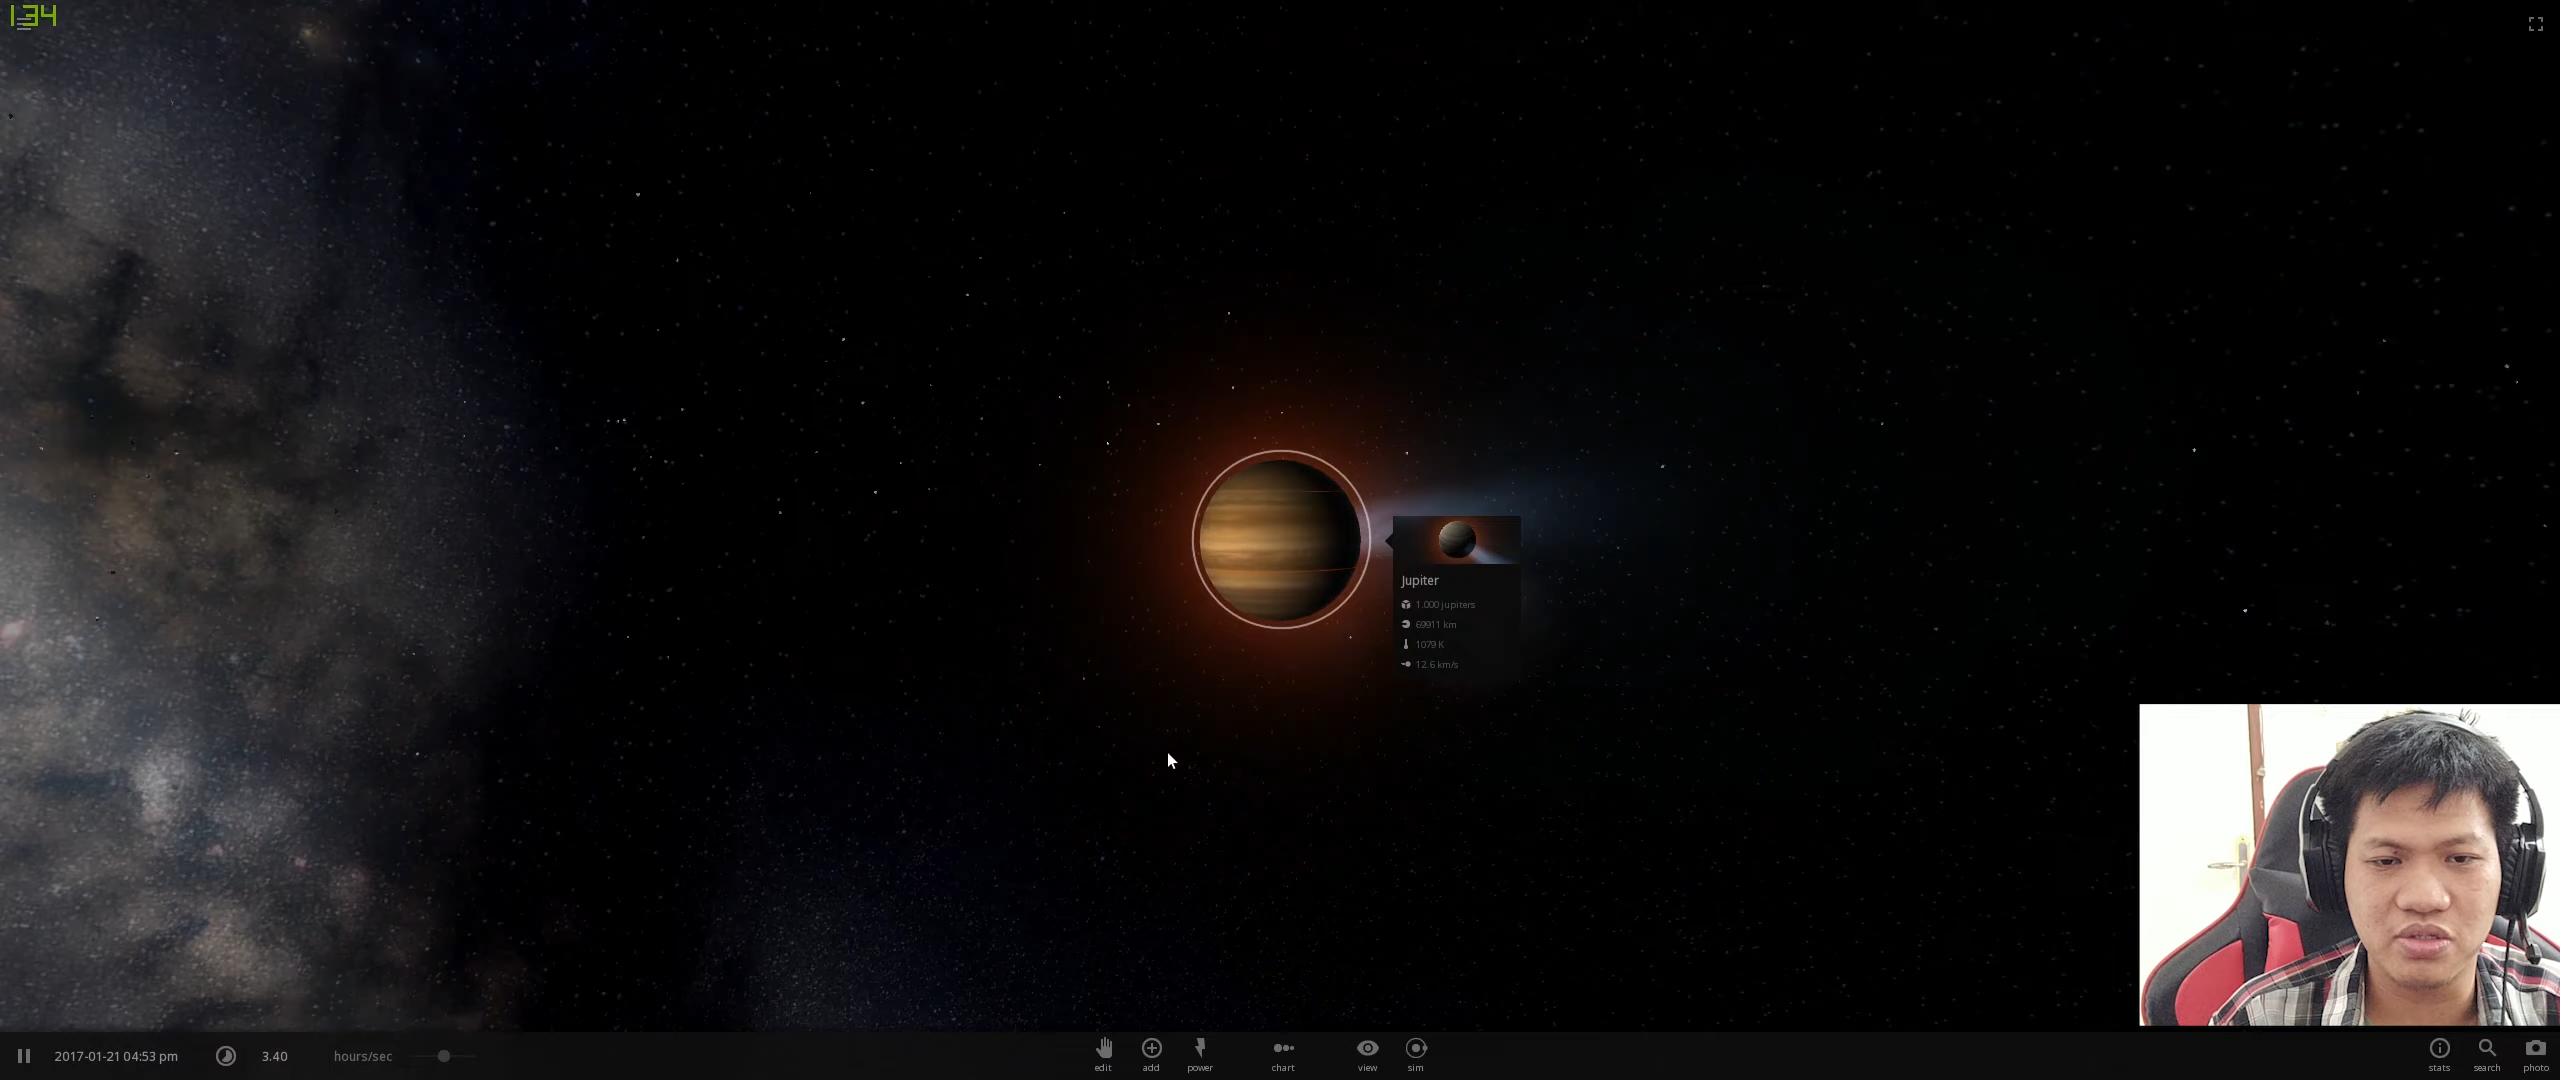 134
Jupiter
1.000 jupiters
69911 km
1079 K
12.6 km/s
2017-01-21 04:53 pm
3.40
hours/sec
edit
add
power
chart
view
sim
stats
search
photo